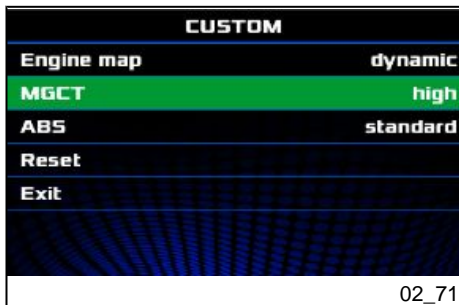 CUSTOM
Engine map dynamic
MGCT high
ABS standard
Reset
Exit
02_71